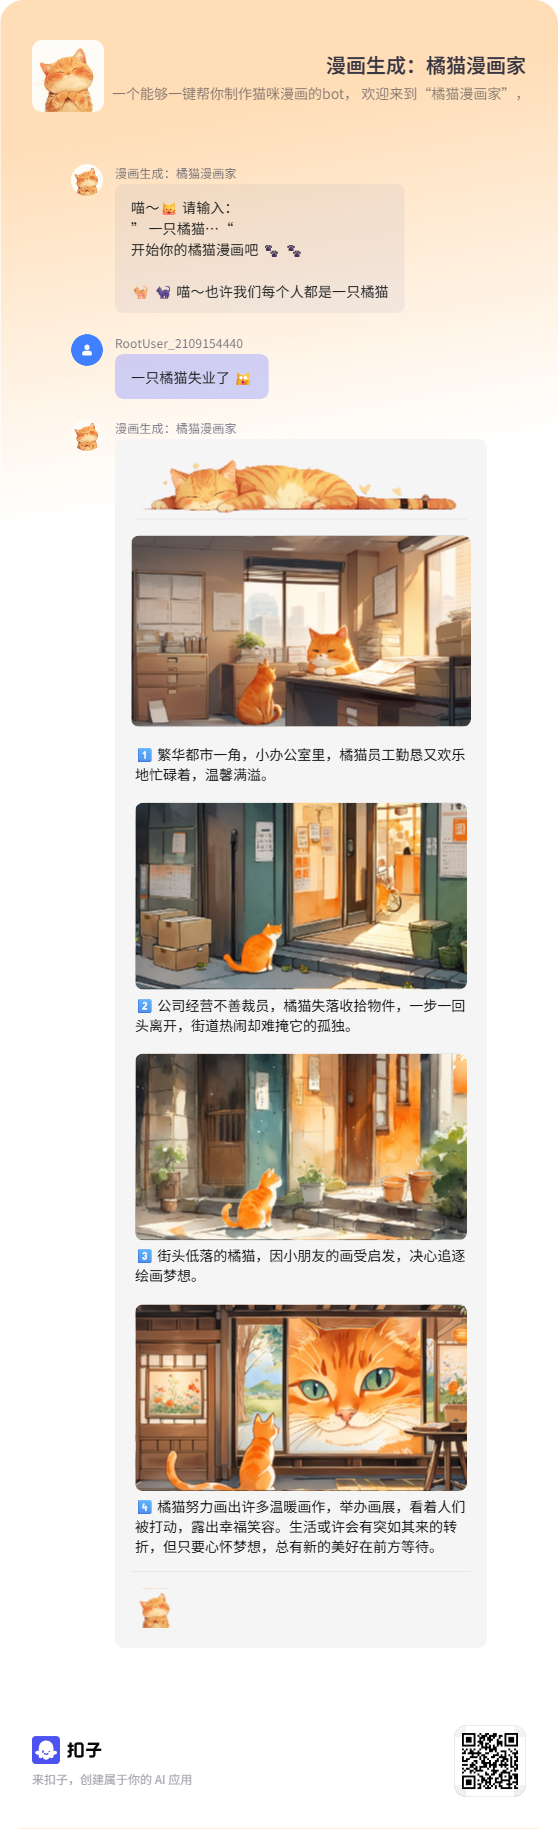 漫画生成：橘猫漫画家
一个能够一键帮你制作猫咪漫画的bot， 欢迎来到“橘猫漫画家”，
漫画生成：橘猫漫画家
喵～😹 请输入：
” 一只橘猫… “
开始你的橘猫漫画吧 🐾 🐾
🐈 🐈‍⬛ 喵～也许我们每个人都是一只橘猫
RootUser_2109154440
一只橘猫失业了 🙀
漫画生成：橘猫漫画家
1️⃣ 繁华都市一角，小办公室里，橘猫员工勤恳又欢乐
地忙碌着，温馨满溢。
2️⃣ 公司经营不善裁员，橘猫失落收拾物件，一步一回
头离开，街道热闹却难掩它的孤独。
3️⃣ 街头低落的橘猫，因小朋友的画受启发，决心追逐
绘画梦想。
4️⃣ 橘猫努力画出许多温暖画作，举办画展，看着人们
被打动，露出幸福笑容。生活或许会有突如其来的转
折，但只要心怀梦想，总有新的美好在前方等待。
扣子
来扣子，创建属于你的 AI 应用